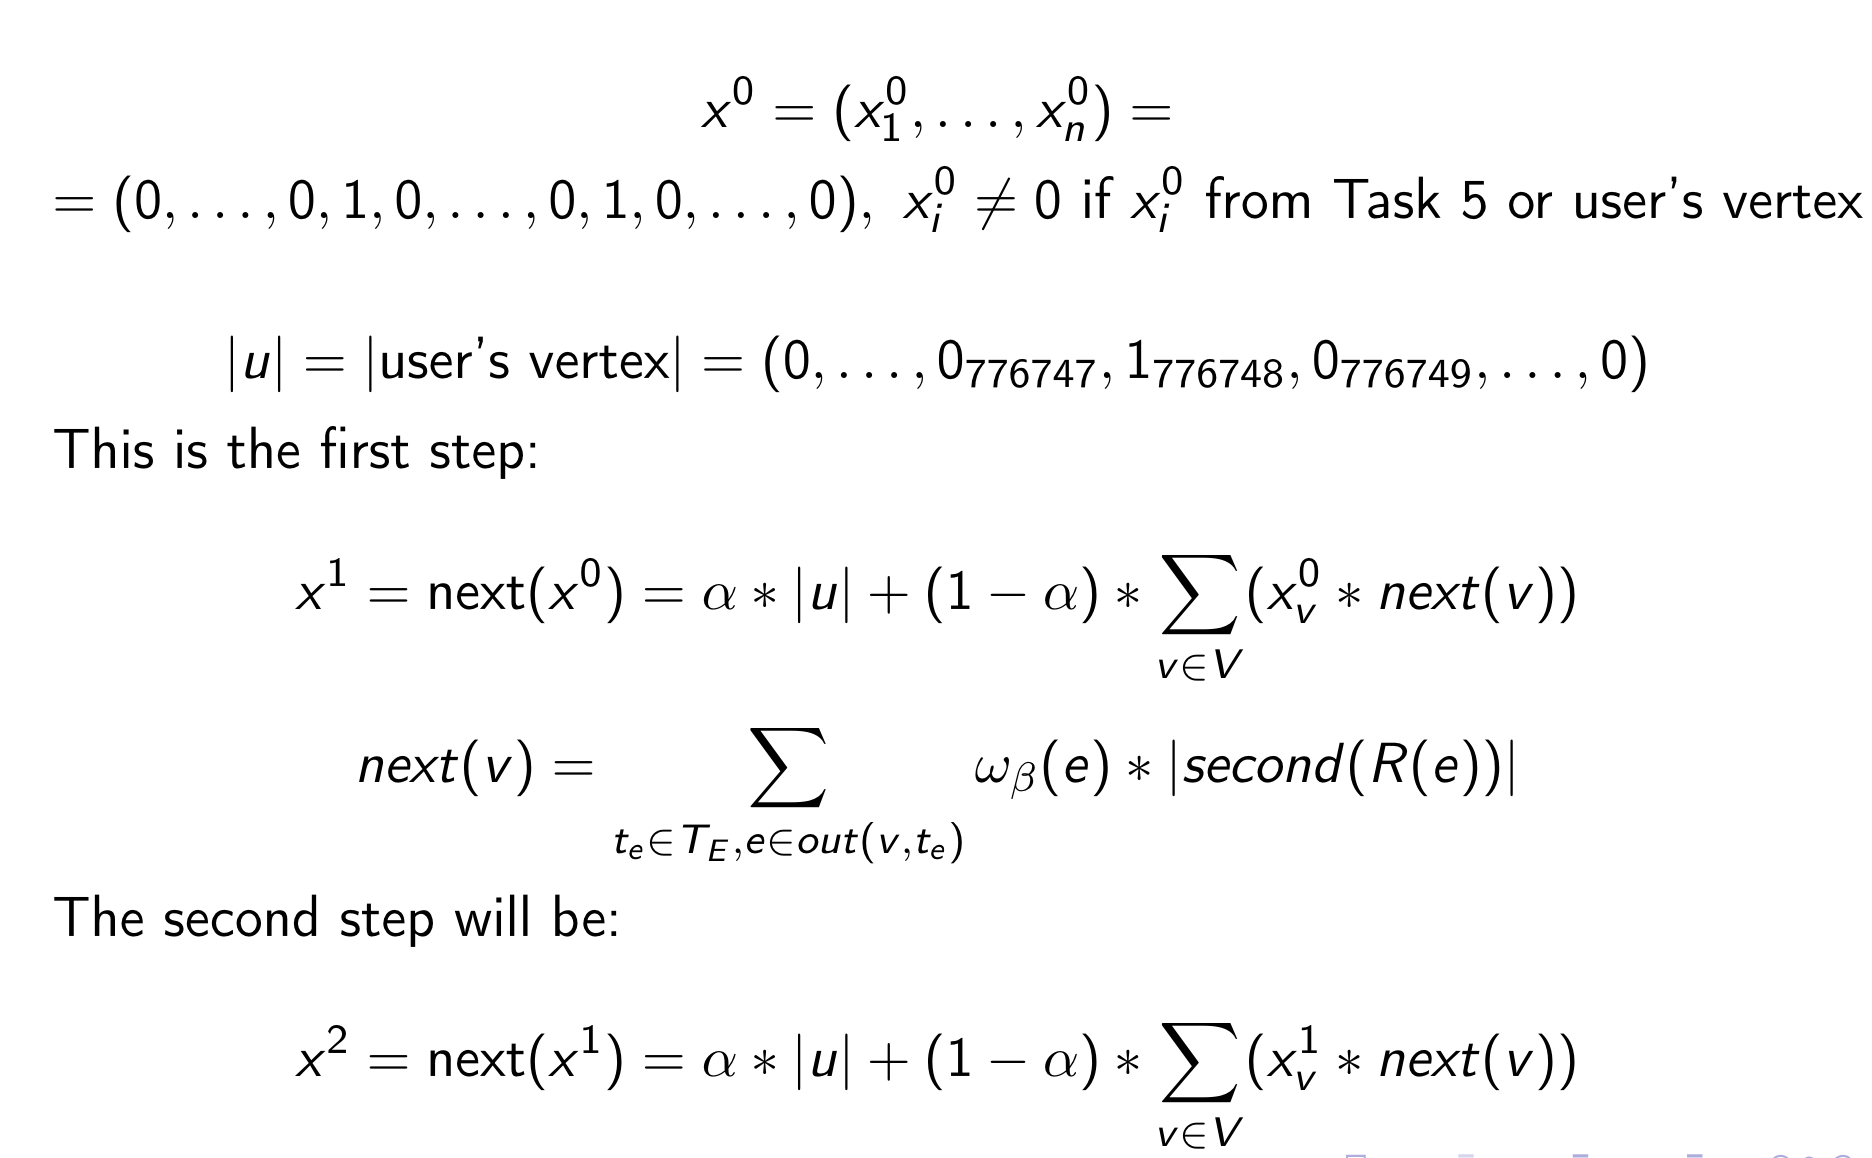 x^0 = (x_1^0, . . . , x_n^0) =
= (0, . . . , 0, 1, 0, . . . , 0, 1, 0, . . . , 0), x_i^0 ≠ 0 if x_i^0 from Task 5 or user's vertex
|u| = |user's vertex| = (0, . . . , 0_776747, 1_776748, 0_776749, . . . , 0)
This is the first step:
x^1 = next(x^0) = α ∗ |u| + (1 − α) ∗ ∑_{v∈V} (x_v^0 ∗ next(v))
next(v) = ∑_{t_e∈T_E, e∈out(v,t_e)} ω_β(e) ∗ |second(R(e))|
The second step will be:
x^2 = next(x^1) = α ∗ |u| + (1 − α) ∗ ∑_{v∈V} (x_v^1 ∗ next(v))